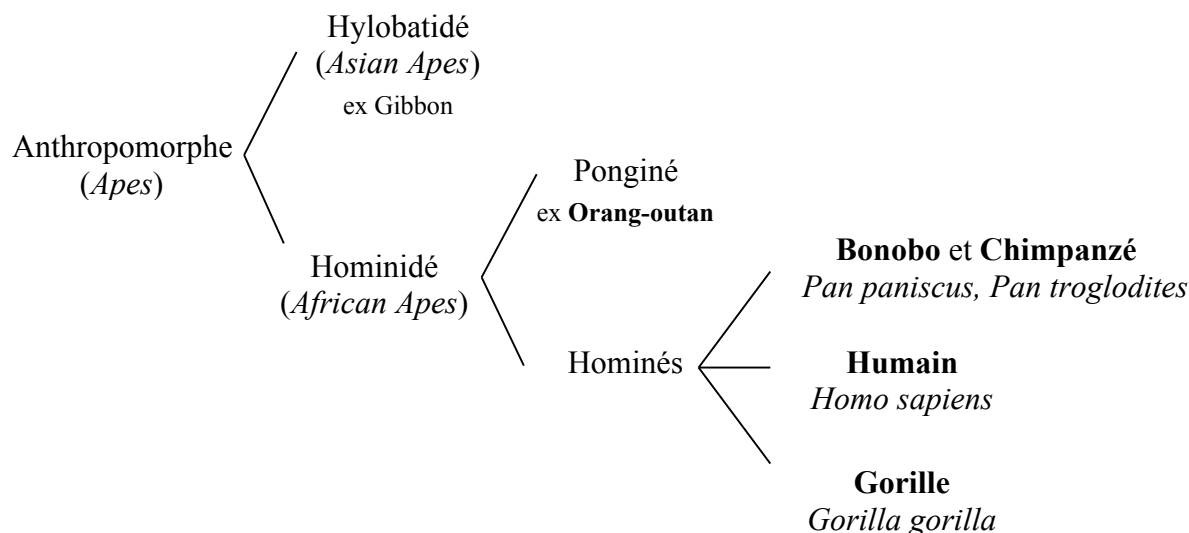 Hylobatidé
(Asian Apes)
ex Gibbon
Anthropomorphe
(Apes)
Ponginé
ex Orang-outan
Hominidé
(African Apes)
Bonobo et Chimpanzé
Pan paniscus, Pan troglodites
Hominés
Humain
Homo sapiens
Gorille
Gorilla gorilla